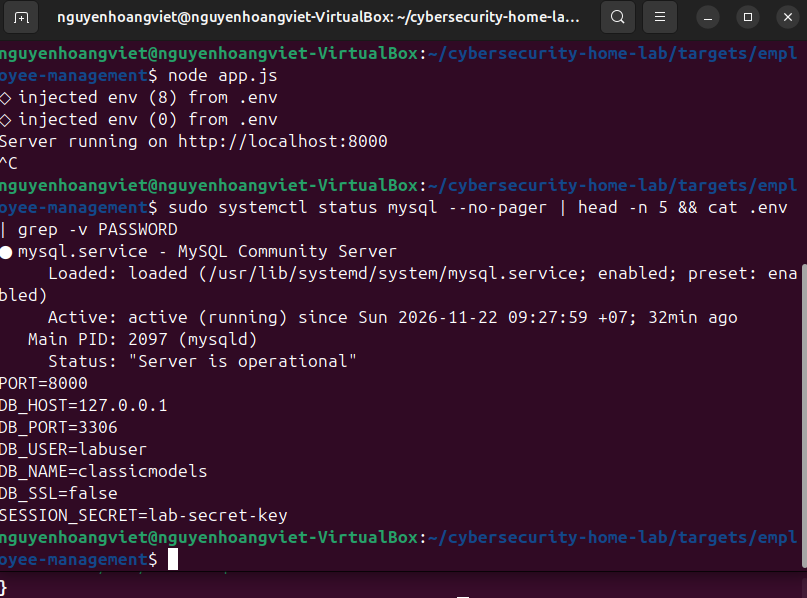 nguyenhoangviet@nguyenhoangviet-VirtualBox: ~/cybersecurity-home-la...
nguyenhoangviet@nguyenhoangviet-VirtualBox:~/cybersecurity-home-lab/targets/empl
oyee-management$ node app.js
◇ injected env (8) from .env
◇ injected env (0) from .env
Server running on http://localhost:8000
^C
nguyenhoangviet@nguyenhoangviet-VirtualBox:~/cybersecurity-home-lab/targets/empl
oyee-management$ sudo systemctl status mysql --no-pager | head -n 5 && cat .env
| grep -v PASSWORD
● mysql.service - MySQL Community Server
     Loaded: loaded (/usr/lib/systemd/system/mysql.service; enabled; preset: ena
bled)
     Active: active (running) since Sun 2026-11-22 09:27:59 +07; 32min ago
   Main PID: 2097 (mysqld)
     Status: "Server is operational"
PORT=8000
DB_HOST=127.0.0.1
DB_PORT=3306
DB_USER=labuser
DB_NAME=classicmodels
DB_SSL=false
SESSION_SECRET=lab-secret-key
nguyenhoangviet@nguyenhoangviet-VirtualBox:~/cybersecurity-home-lab/targets/empl
oyee-management$
}